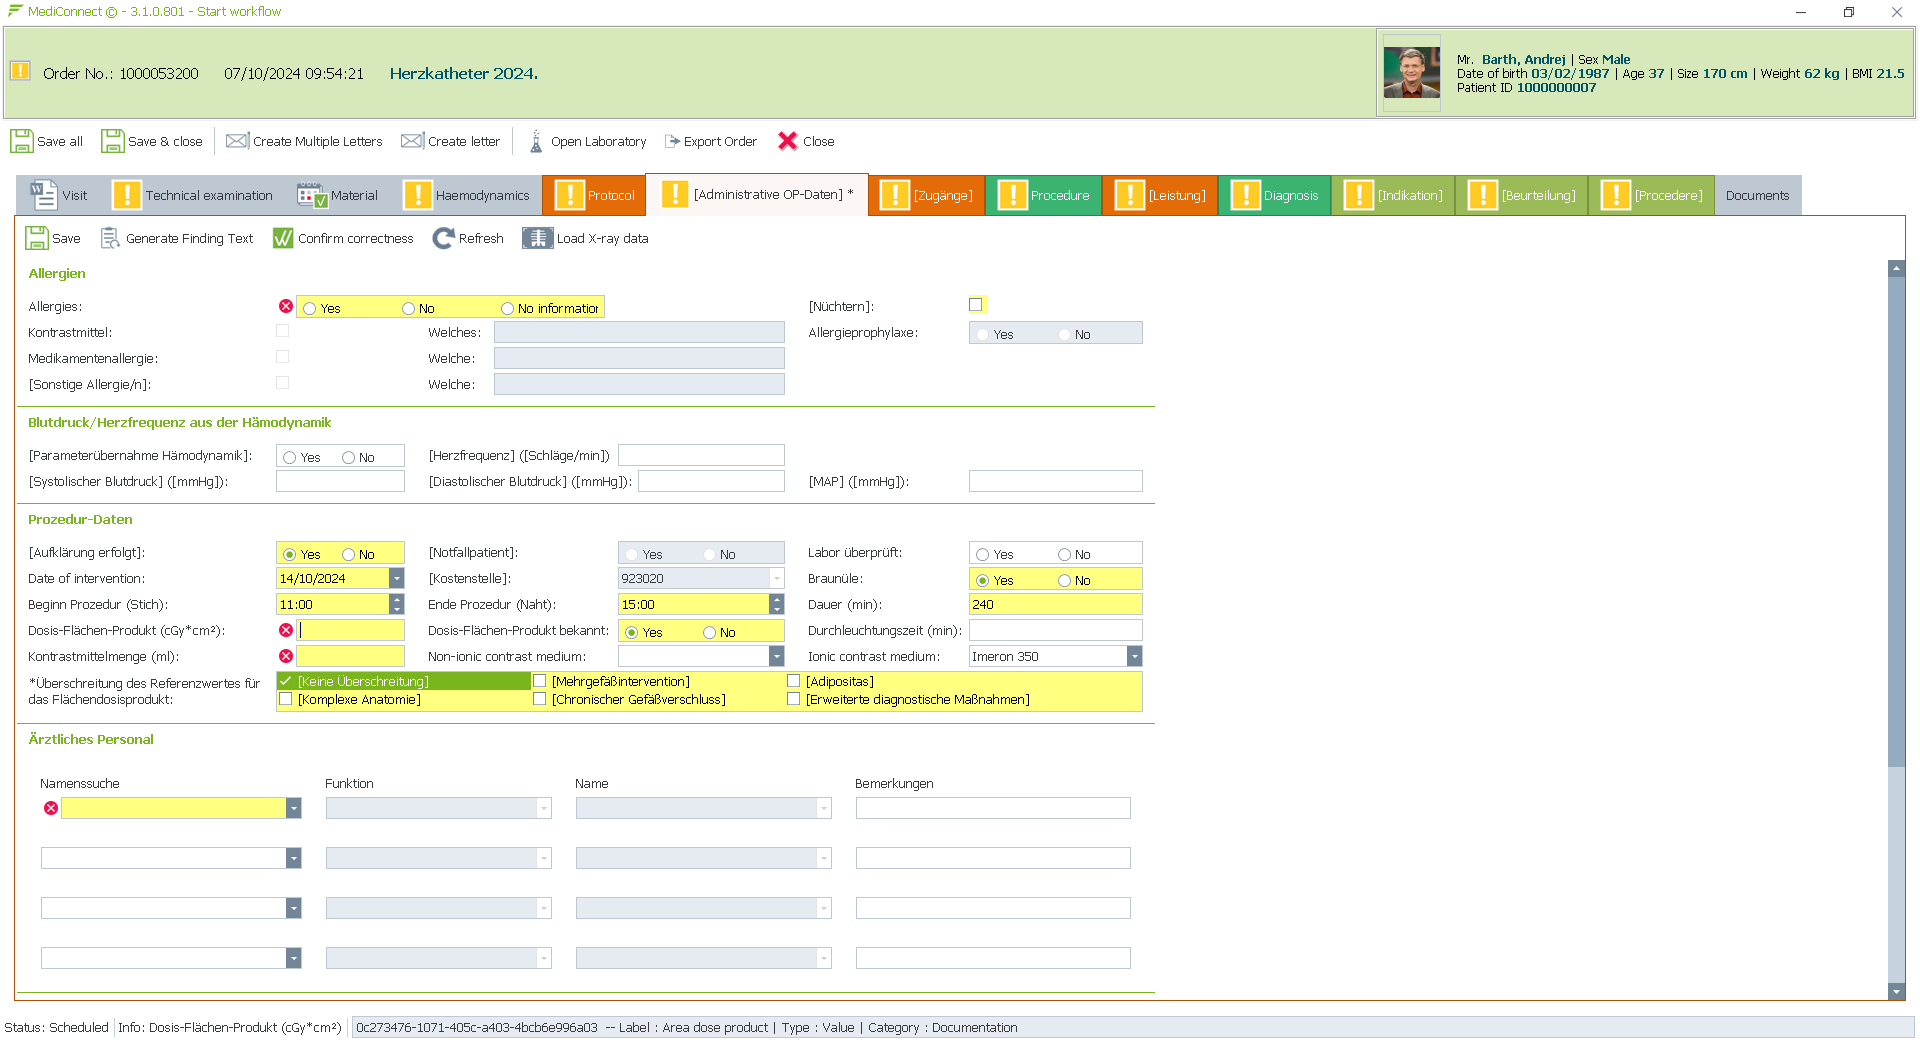 MediConnect © - 3.1.0.801 - Start workflow
Order No.: 1000053200 07/10/2024 09:54:21 Herzkatheter 2024.
Mr. Barth, Andrej | Sex Male
Date of birth 03/02/1987 | Age 37 | Size 170 cm | Weight 62 kg | BMI 21.5
Patient ID 1000000007
Save all Save & close Create Multiple Letters Create letter Open Laboratory Export Order Close
Visit Technical examination Material Haemodynamics Protocol [Administrative OP-Daten] * [Zugänge] Procedure [Leistung] Diagnosis [Indikation] [Beurteilung] [Procedere] Documents
Save Generate Finding Text Confirm correctness Refresh Load X-ray data
Allergien
Allergies: Yes No No information [Nüchtern]:
Kontrastmittel: Welches: Allergieprophylaxe: Yes No
Medikamentenallergie: Welche:
[Sonstige Allergie/n]: Welche:
Blutdruck/Herzfrequenz aus der Hämodynamik
[Parameterübernahme Hämodynamik]: Yes No [Herzfrequenz] ([Schläge/min])
[Systolischer Blutdruck] ([mmHg]): [Diastolischer Blutdruck] ([mmHg]): [MAP] ([mmHg]):
Prozedur-Daten
[Aufklärung erfolgt]: Yes No [Notfallpatient]: Yes No Labor überprüft: Yes No
Date of intervention: 14/10/2024 [Kostenstelle]: 923020 Braunüle: Yes No
Beginn Prozedur (Stich): 11:00 Ende Prozedur (Naht): 15:00 Dauer (min): 240
Dosis-Flächen-Produkt (cGy*cm²): Dosis-Flächen-Produkt bekannt: Yes No Durchleuchtungszeit (min):
Kontrastmittelmenge (ml): Non-ionic contrast medium: Ionic contrast medium: Imeron 350
*Überschreitung des Referenzwertes für das Flächendosisprodukt:
[Keine Überschreitung] [Mehrgefäßintervention] [Adipositas]
[Komplexe Anatomie] [Chronischer Gefäßverschluss] [Erweiterte diagnostische Maßnahmen]
Ärztliches Personal
Namenssuche Funktion Name Bemerkungen
Status: Scheduled Info: Dosis-Flächen-Produkt (cGy*cm²) 0c273476-1071-405c-a403-4bcb6e996a03 -- Label : Area dose product | Type : Value | Category : Documentation